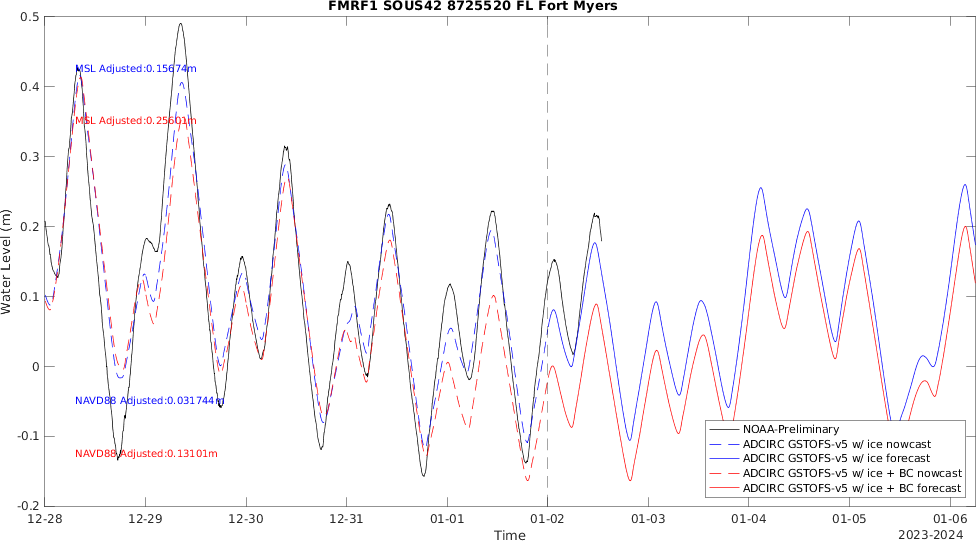 FMRF1 SOUS42 8725520 FL Fort Myers
0.5
0.4
0.3
0.2
0.1
0
-0.1
-0.2
Water Level (m)
MSL Adjusted:0.15674m
MSL Adjusted:0.25601m
NAVD88 Adjusted:0.031744m
NAVD88 Adjusted:0.13101m
NOAA-Preliminary
ADCIRC GSTOFS-v5 w/ ice nowcast
ADCIRC GSTOFS-v5 w/ ice forecast
ADCIRC GSTOFS-v5 w/ ice + BC nowcast
ADCIRC GSTOFS-v5 w/ ice + BC forecast
12-28 12-29 12-30 12-31 01-01 01-02 01-03 01-04 01-05 01-06
Time
2023-2024